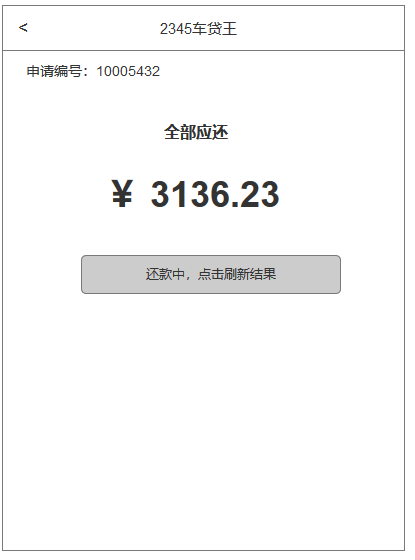 <
2345车贷王
申请编号：10005432
全部应还
¥ 3136.23
还款中，点击刷新结果